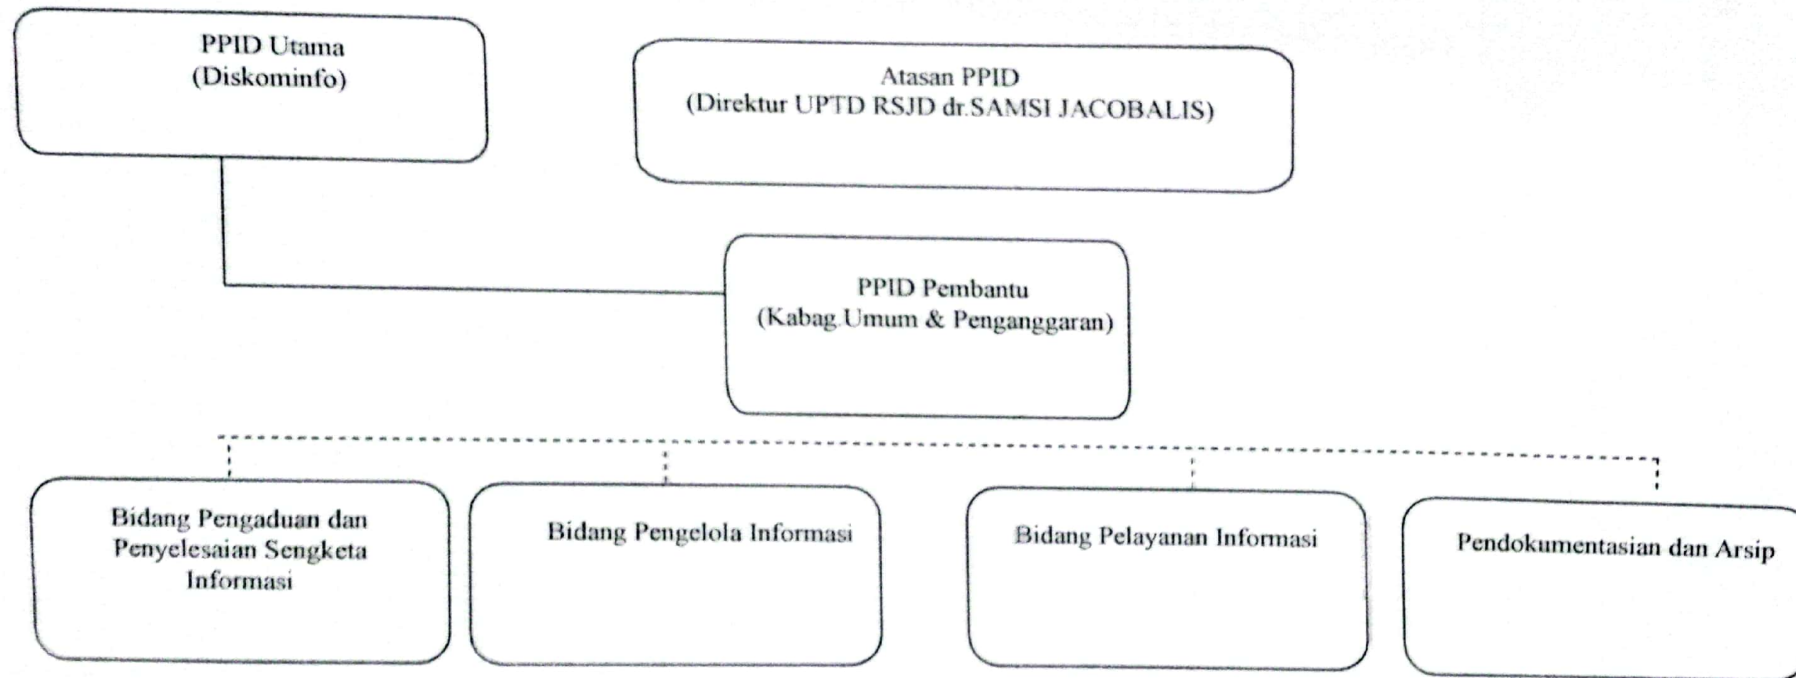 PPID Utama
(Diskominfo)
Atasan PPID
(Direktur UPTD RSJD dr.SAMSI JACOBALIS)
PPID Pembantu
(Kabag.Umum & Penganggaran)
Bidang Pengaduan dan
Penyelesaian Sengketa
Informasi
Bidang Pengelola Informasi
Bidang Pelayanan Informasi
Pendokumentasian dan Arsip